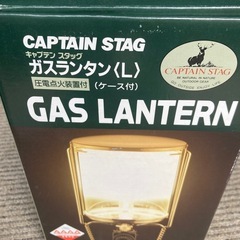 CAPTAIN STAG
キャプテン スタッグ
ガスランタン〈L〉
圧電点火装置付 (ケース付)
CAPTAIN STAG
GAS LANTERN